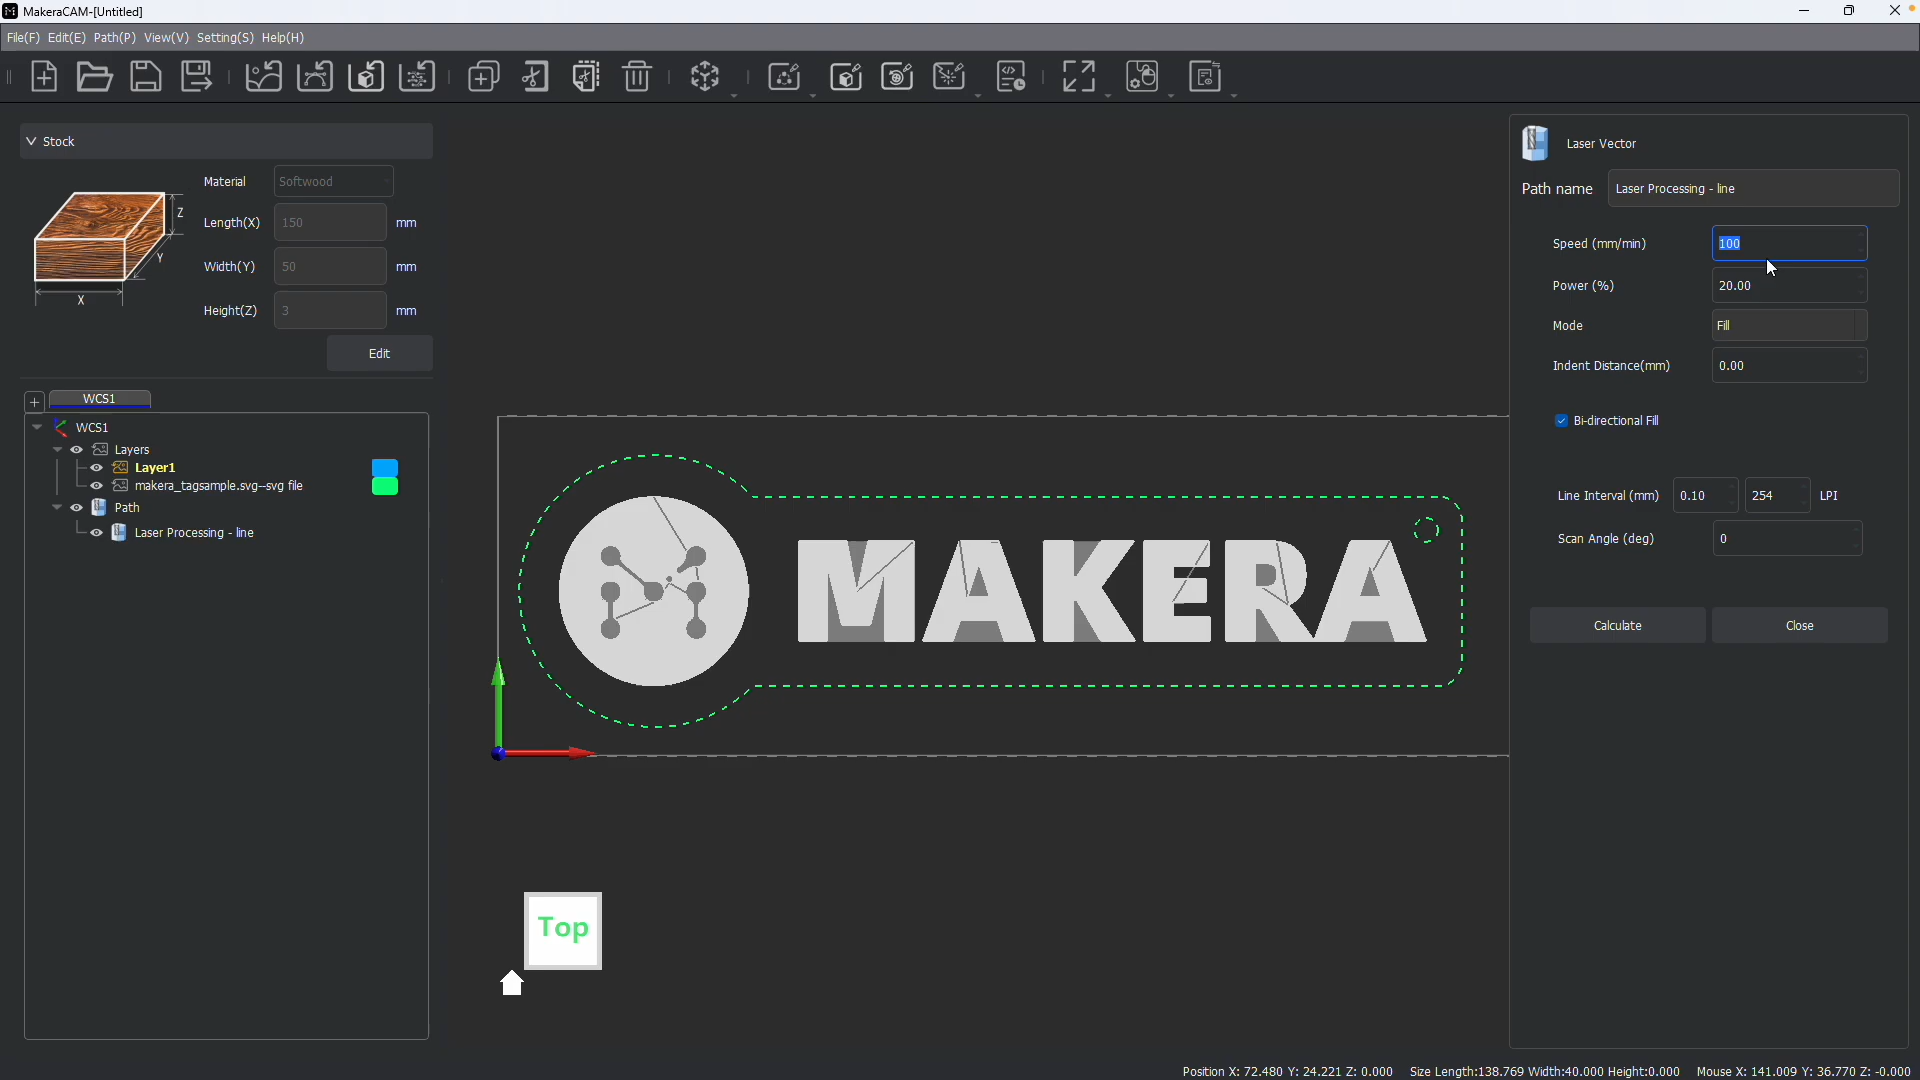 MakeraCAM-[Untitled]
File(F) Edit(E) Path(P) View(V) Setting(S) Help(H)
Stock
Material Softwood
Length(X) 150 mm
Width(Y) 50 mm
Height(Z) 3 mm
Z
Y
X
Edit
WCS1
WCS1
Layers
Layer1
makera_tagsample.svg--svg file
Path
Laser Processing - line
MAKERA
Top
Laser Vector
Path name Laser Processing - line
Speed (mm/min) 100
Power (%) 20.00
Mode Fill
Indent Distance(mm) 0.00
Bi-directional Fill
Line Interval (mm) 0.10 254 LPI
Scan Angle (deg) 0
Calculate Close
Position X: 72.480 Y: 24.221 Z: 0.000 Size Length:138.769 Width:40.000 Height:0.000 Mouse X: 141.009 Y: 36.770 Z: -0.000